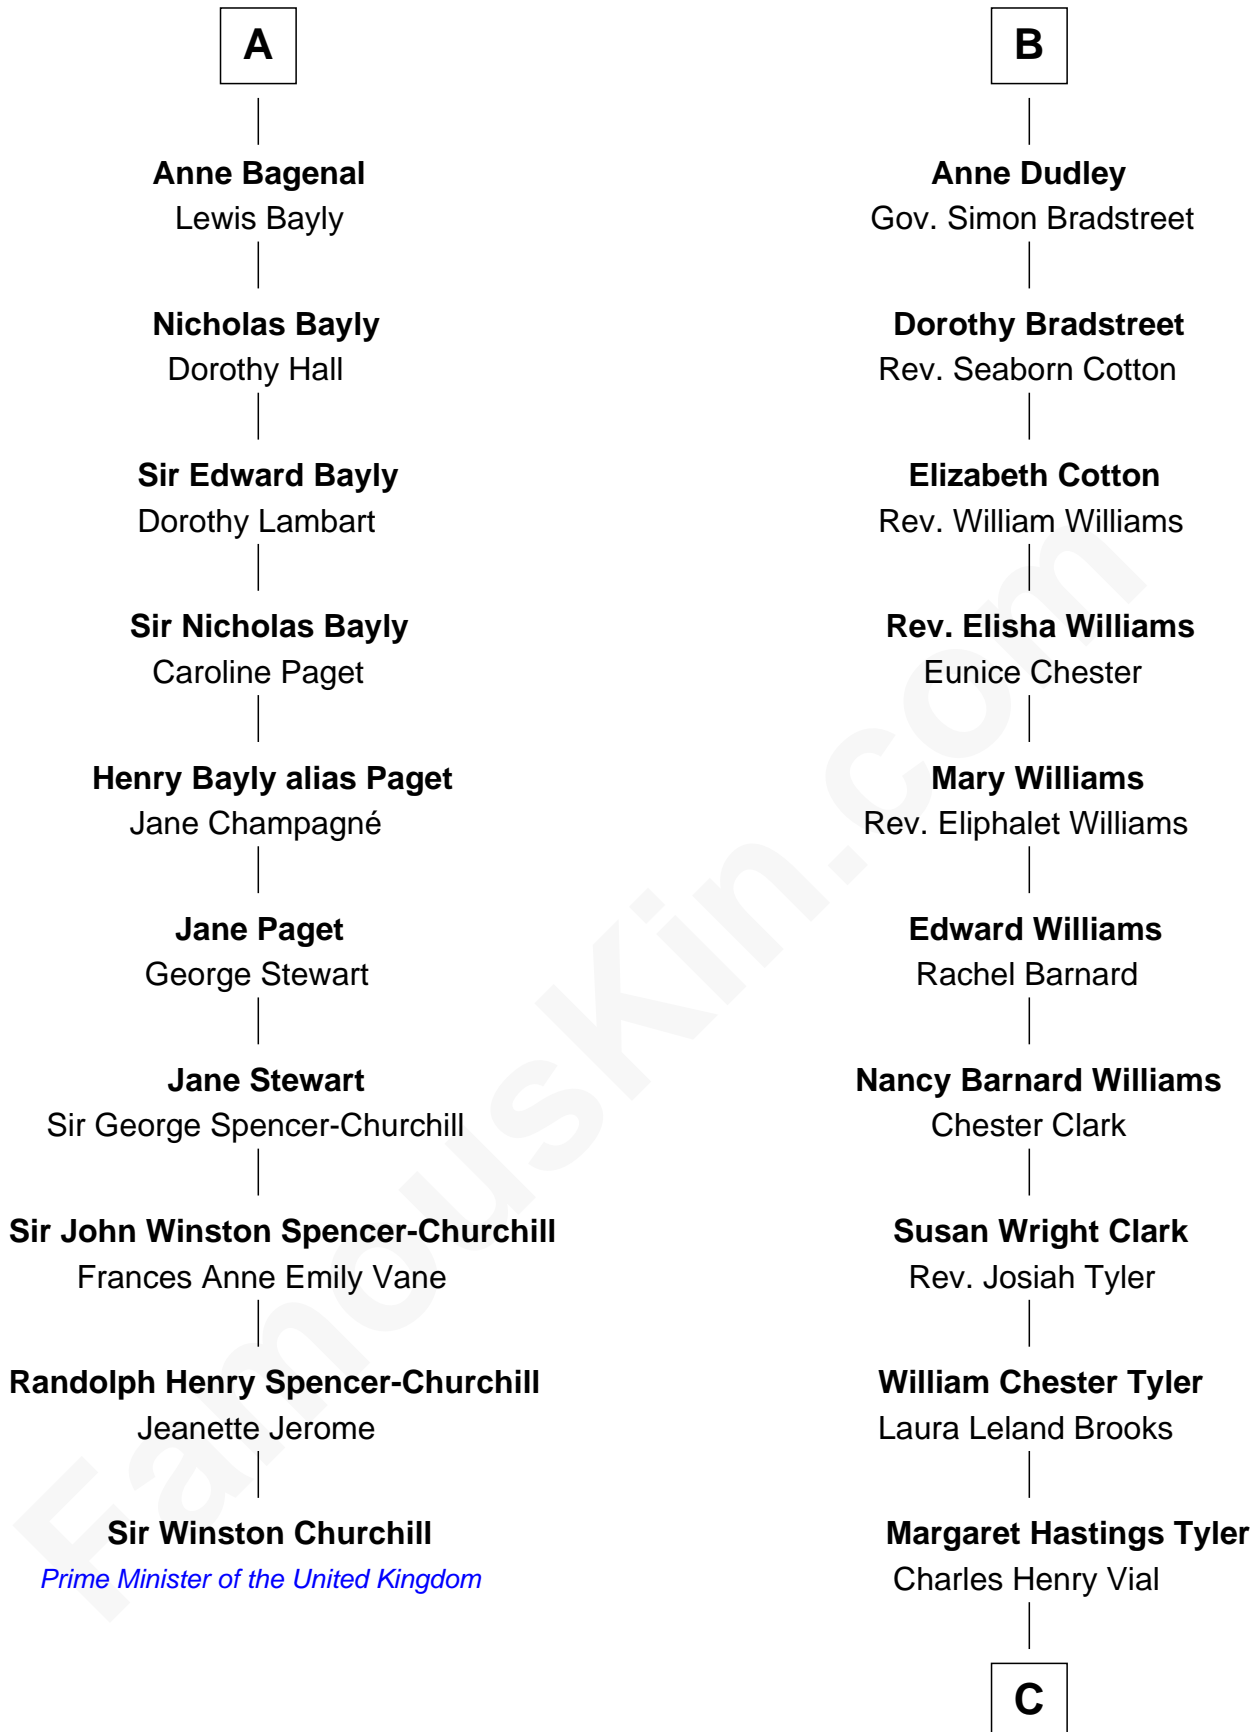 A
Anne Bagenal
Lewis Bayly
Nicholas Bayly
Dorothy Hall
Sir Edward Bayly
Dorothy Lambart
Sir Nicholas Bayly
Caroline Paget
Henry Bayly alias Paget
Jane Champagné
Jane Paget
George Stewart
Jane Stewart
Sir George Spencer-Churchill
Sir John Winston Spencer-Churchill
Frances Anne Emily Vane
Randolph Henry Spencer-Churchill
Jeanette Jerome
Sir Winston Churchill
Prime Minister of the United Kingdom
B
Anne Dudley
Gov. Simon Bradstreet
Dorothy Bradstreet
Rev. Seaborn Cotton
Elizabeth Cotton
Rev. William Williams
Rev. Elisha Williams
Eunice Chester
Mary Williams
Rev. Eliphalet Williams
Edward Williams
Rachel Barnard
Nancy Barnard Williams
Chester Clark
Susan Wright Clark
Rev. Josiah Tyler
William Chester Tyler
Laura Leland Brooks
Margaret Hastings Tyler
Charles Henry Vial
C
FamousKin.com